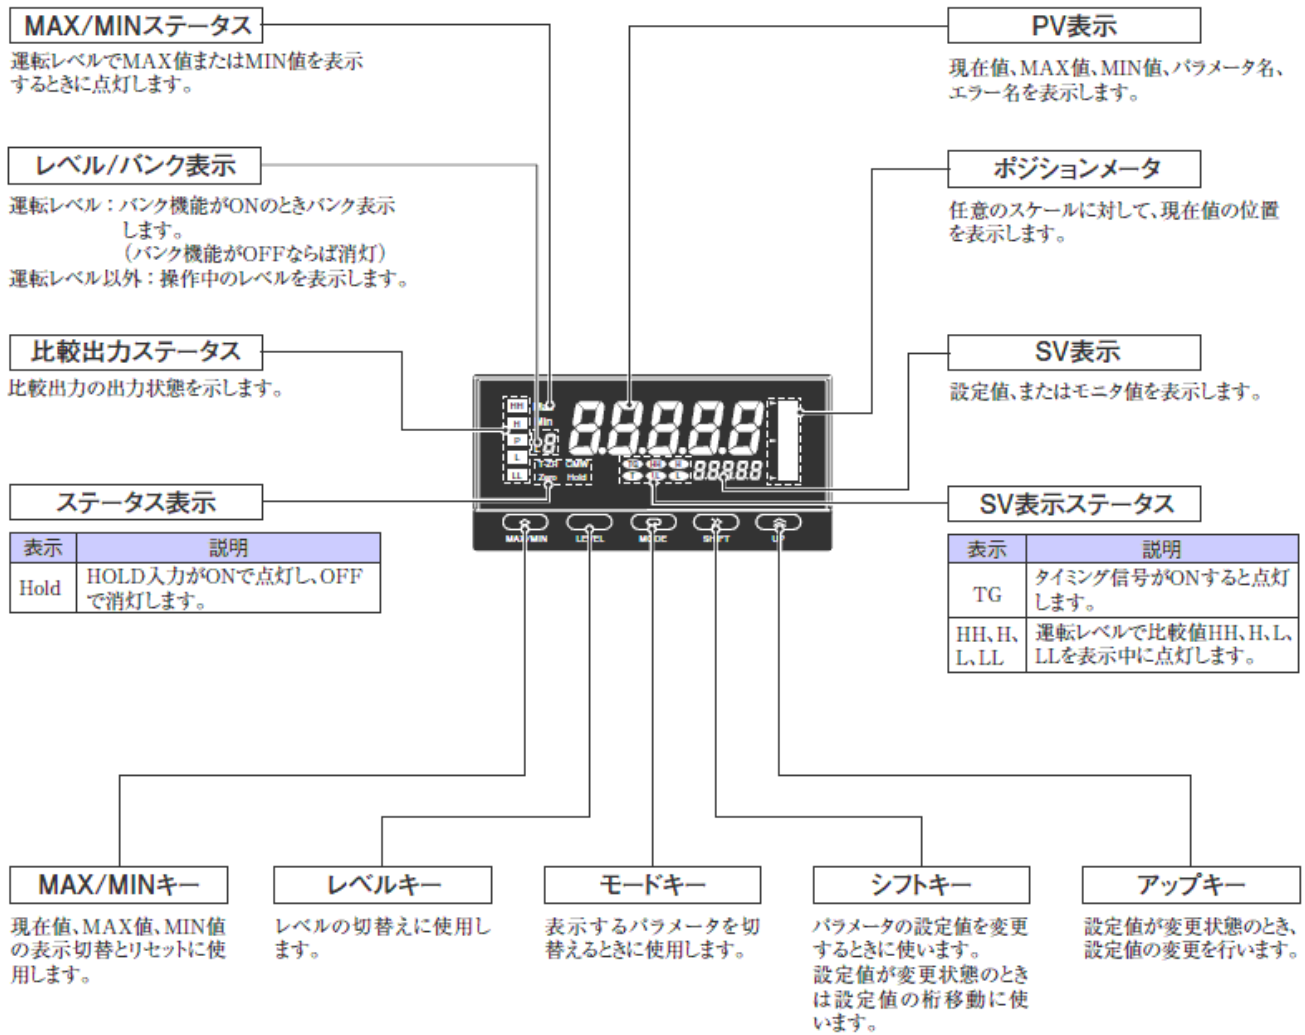 MAX/MINステータス
運転レベルでMAX値またはMIN値を表示
するときに点灯します。
レベル/バンク表示
運転レベル：バンク機能がONのときバンク表示
します。
（バンク機能がOFFならば消灯）
運転レベル以外：操作中のレベルを表示します。
比較出力ステータス
比較出力の出力状態を示します。
ステータス表示
表示 説明
Hold HOLD入力がONで点灯し、OFF
で消灯します。
PV表示
現在値、MAX値、MIN値、パラメータ名、
エラー名を表示します。
ポジションメータ
任意のスケールに対して、現在値の位置
を表示します。
SV表示
設定値、またはモニタ値を表示します。
SV表示ステータス
表示 説明
TG タイミング信号がONすると点灯
します。
HH、H、 運転レベルで比較値HH、H、L、
L、LL LLを表示中に点灯します。
HH
H
P
L
LL
Min
8.8.8.8.8
T-ZR CMW
Zero Hold
TG HH H
T LL L
88888
MAX/MIN LEVEL MODE SHIFT UP
MAX/MINキー
現在値、MAX値、MIN値
の表示切替とリセットに使
用します。
レベルキー
レベルの切替えに使用し
ます。
モードキー
表示するパラメータを切
替えるときに使用します。
シフトキー
パラメータの設定値を変更
するときに使います。
設定値が変更状態のとき
は設定値の桁移動に使
います。
アップキー
設定値が変更状態のとき、
設定値の変更を行います。